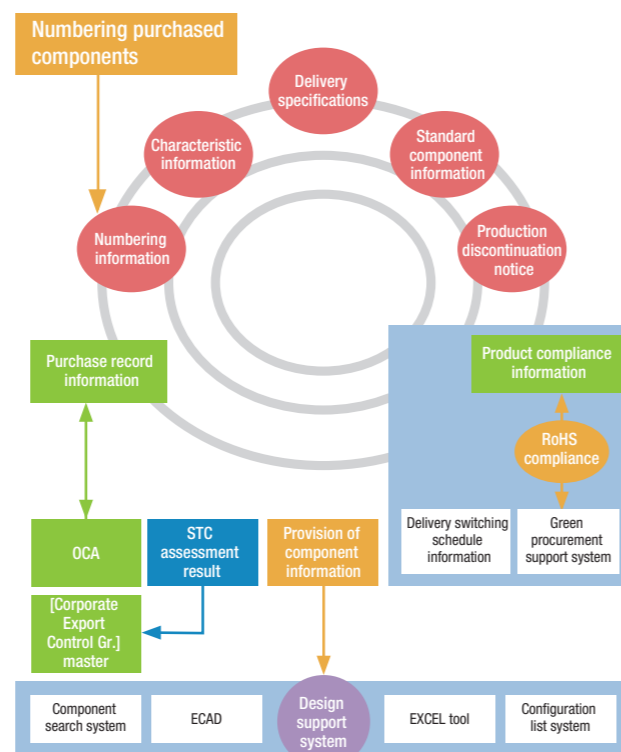 Numbering purchased
components
Delivery
specifications
Characteristic
information
Standard
component
information
Numbering
information
Production
discontinuation
notice
Purchase record
information
Product compliance
information
RoHS
compliance
OCA
STC
assessment
result
Provision of
component
information
Delivery switching
schedule
information
Green
procurement
support system
[Corporate
Export
Control Gr.]
master
Component
search system
ECAD
Design
support
system
EXCEL tool
Configuration
list system